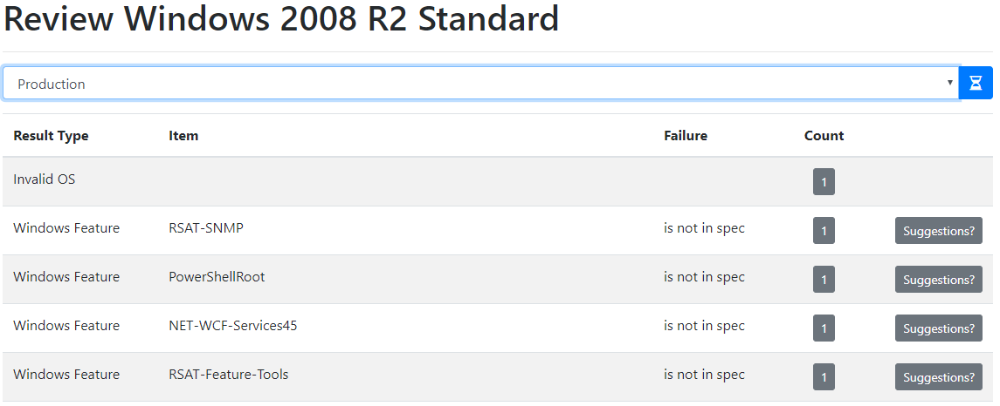 Review Windows 2008 R2 Standard
Production
Result Type Item Failure Count
Invalid OS 1
Windows Feature RSAT-SNMP is not in spec 1 Suggestions?
Windows Feature PowerShellRoot is not in spec 1 Suggestions?
Windows Feature NET-WCF-Services45 is not in spec 1 Suggestions?
Windows Feature RSAT-Feature-Tools is not in spec 1 Suggestions?